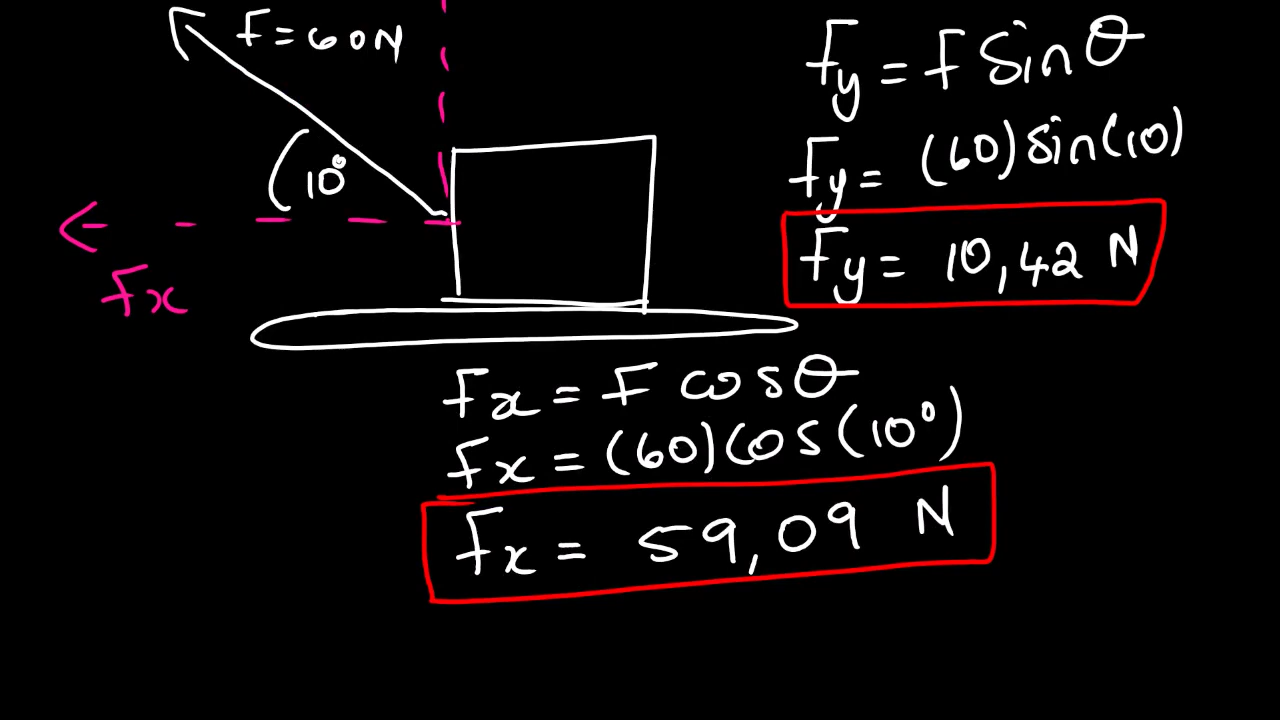 F = 60N
10°
Fx
Fy = F sin θ
Fy = (60) sin(10)
Fy = 10,42 N
Fx = F cos θ
Fx = (60) cos (10°)
Fx = 59,09 N